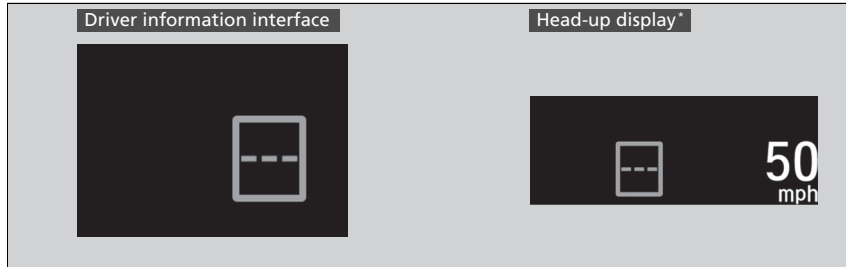 Driver information interface
Head-up display*
---
---
50
mph